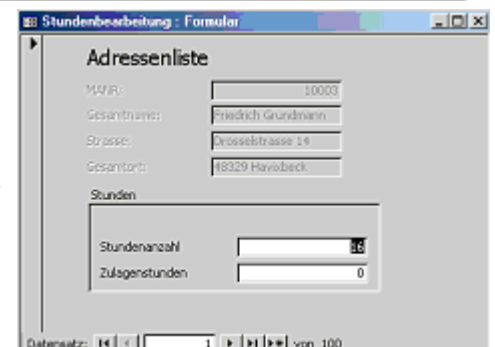 Stundenbearbeitung : Formular
Adressenliste
MANR: 10003
Gesamtname: Friedrich Grundmann
Strasse: Drosselstrasse 14
Gesamtort: 48329 Havixbeck
Stunden
Stundenanzahl 16
Zulagenstunden 0
Datensatz: 1 von 100